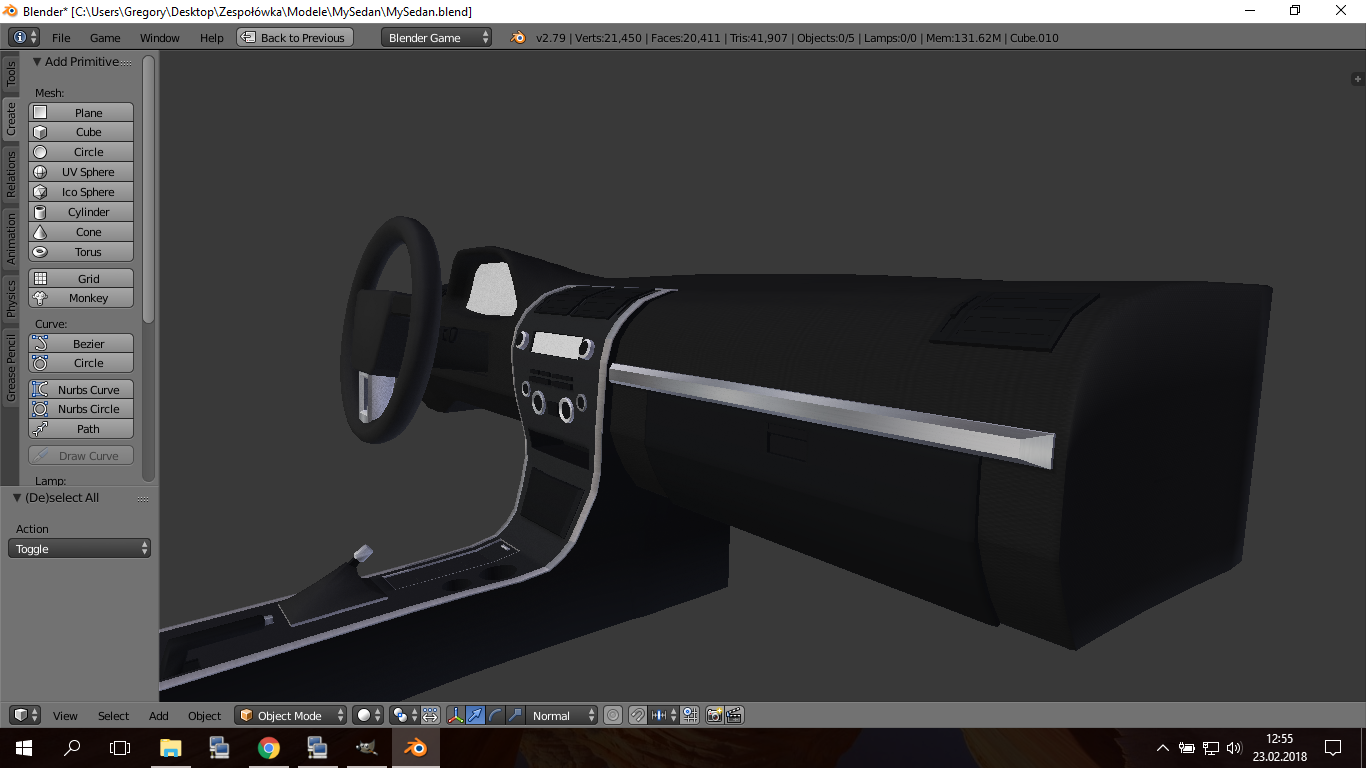 Blender* [C:\Users\Gregory\Desktop\Zespołówka\Modele\MySedan\MySedan.blend]
File Game Window Help Back to Previous Blender Game v2.79 | Verts:21,450 | Faces:20,411 | Tris:41,907 | Objects:0/5 | Lamps:0/0 | Mem:131.62M | Cube.010
Tools
Create
Relations
Animation
Physics
Grease Pencil
Add Primitive
Mesh:
Plane
Cube
Circle
UV Sphere
Ico Sphere
Cylinder
Cone
Torus
Grid
Monkey
Curve:
Bezier
Circle
Nurbs Curve
Nurbs Circle
Path
Draw Curve
Lamp:
(De)select All
Action
Toggle
View Select Add Object Object Mode Normal
12:55
23.02.2018